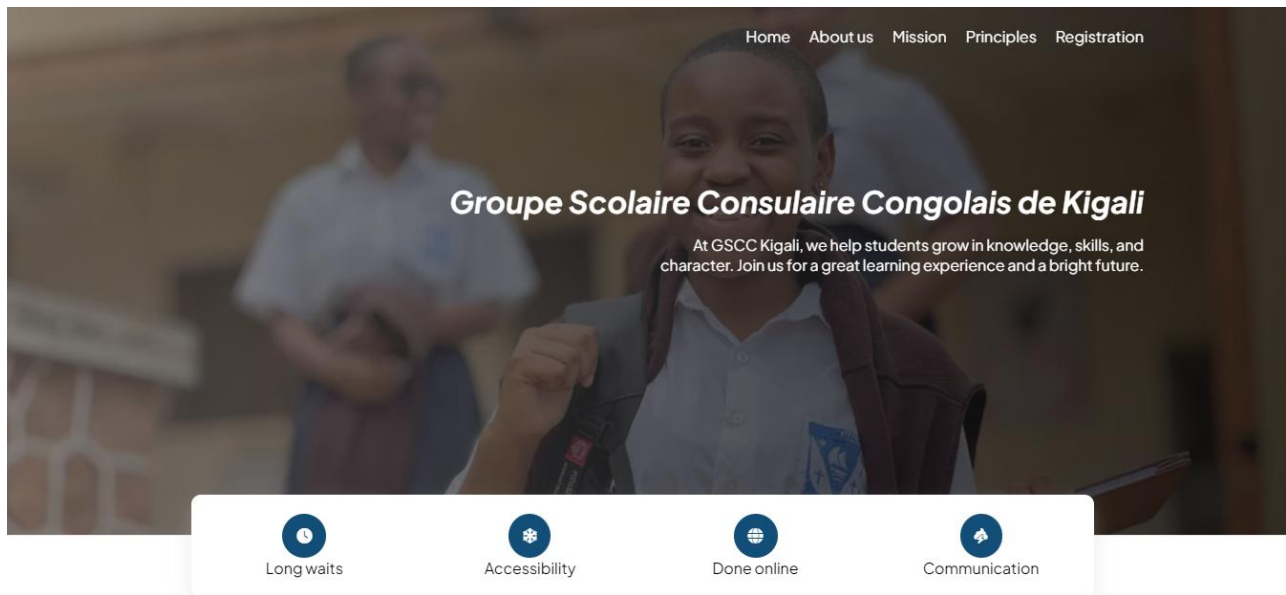 Home About us Mission Principles Registration
Groupe Scolaire Consulaire Congolais de Kigali
At GSCC Kigali, we help students grow in knowledge, skills, and
character. Join us for a great learning experience and a bright future.
Long waits Accessibility Done online Communication